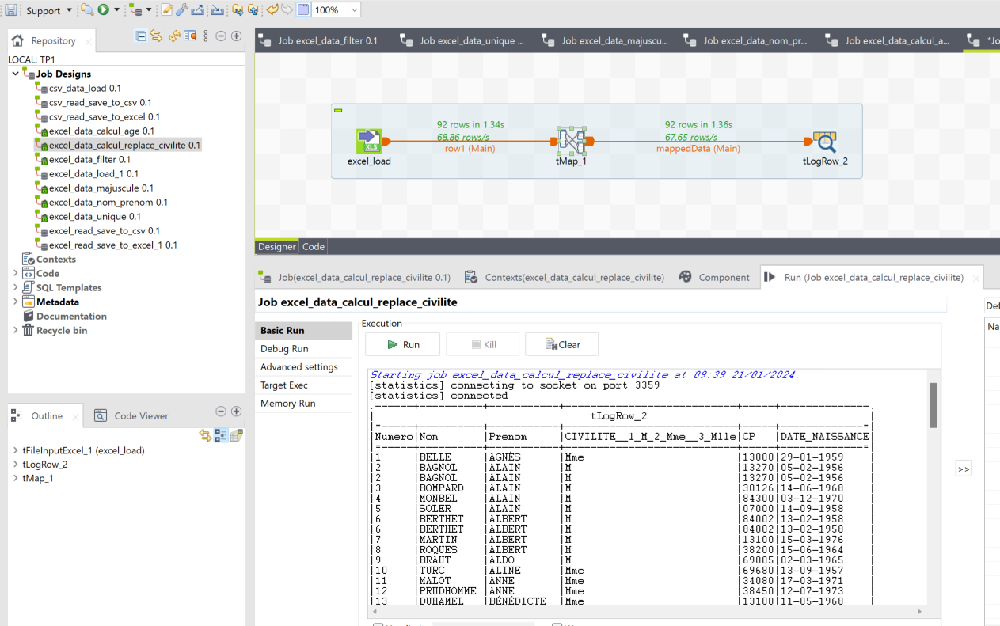 Support
100%
Repository
LOCAL: TP1
Job Designs
csv_data_load 0.1
csv_read_save_to_csv 0.1
csv_read_save_to_excel 0.1
excel_data_calcul_age 0.1
excel_data_calcul_replace_civilite 0.1
excel_data_filter 0.1
excel_data_load_1 0.1
excel_data_majuscule 0.1
excel_data_nom_prenom 0.1
excel_data_unique 0.1
excel_read_save_to_csv 0.1
excel_read_save_to_excel_1 0.1
Contexts
Code
SQL Templates
Metadata
Documentation
Recycle bin
Outline
Code Viewer
tFileInputExcel_1 (excel_load)
tLogRow_2
tMap_1
Job excel_data_filter 0.1
Job excel_data_unique ...
Job excel_data_majuscu...
Job excel_data_nom_pr...
Job excel_data_calcul_a...
*Jo
92 rows in 1.34s
68.86 rows/s
row1 (Main)
92 rows in 1.36s
67.65 rows/s
mappedData (Main)
XLS
excel_load
tMap_1
tLogRow_2
Designer
Code
Job(excel_data_calcul_replace_civilite 0.1)
Contexts(excel_data_calcul_replace_civilite)
Component
Run (Job excel_data_calcul_replace_civilite)
Job excel_data_calcul_replace_civilite
Def
Na
Basic Run
Debug Run
Advanced settings
Target Exec
Memory Run
Execution
Run
Kill
Clear
Starting job excel_data_calcul_replace_civilite at 09:39 21/01/2024.
[statistics] connecting to socket on port 3359
[statistics] connected
.------+----------+-----------+--------------------------+-----+--------------.
| tLogRow_2 |
|=-----+----------+-----------+--------------------------+-----+-------------=|
|Numero|Nom |Prenom |CIVILITE__1_M_2_Mme__3_Mlle|CP |DATE_NAISSANCE|
|=-----+----------+-----------+--------------------------+-----+-------------=|
|1 |BELLE |AGNÈS |Mme |13000|29-01-1959 |
|2 |BAGNOL |ALAIN |M |13270|05-02-1956 |
|2 |BAGNOL |ALAIN |M |13270|05-02-1956 |
|3 |BOMPARD |ALAIN |M |30126|14-06-1968 |
|4 |MONBEL |ALAIN |M |84300|03-12-1970 |
|5 |SOLER |ALAIN |M |07000|14-09-1958 |
|6 |BERTHET |ALBERT |M |84002|13-02-1958 |
|6 |BERTHET |ALBERT |M |84002|13-02-1958 |
|7 |MARTIN |ALBERT |M |13100|15-03-1976 |
|8 |ROQUES |ALBERT |M |38200|15-06-1964 |
|9 |BRAUT |ALDO |M |69005|02-03-1965 |
|10 |TURC |ALINE |Mme |69680|13-09-1957 |
|11 |MALOT |ANNE |Mme |34080|17-03-1971 |
|12 |PRUDHOMME |ANNE |Mme |38450|12-07-1973 |
|13 |DUHAMEL |BÉNÉDICTE |Mme |13100|11-05-1968 |
>>